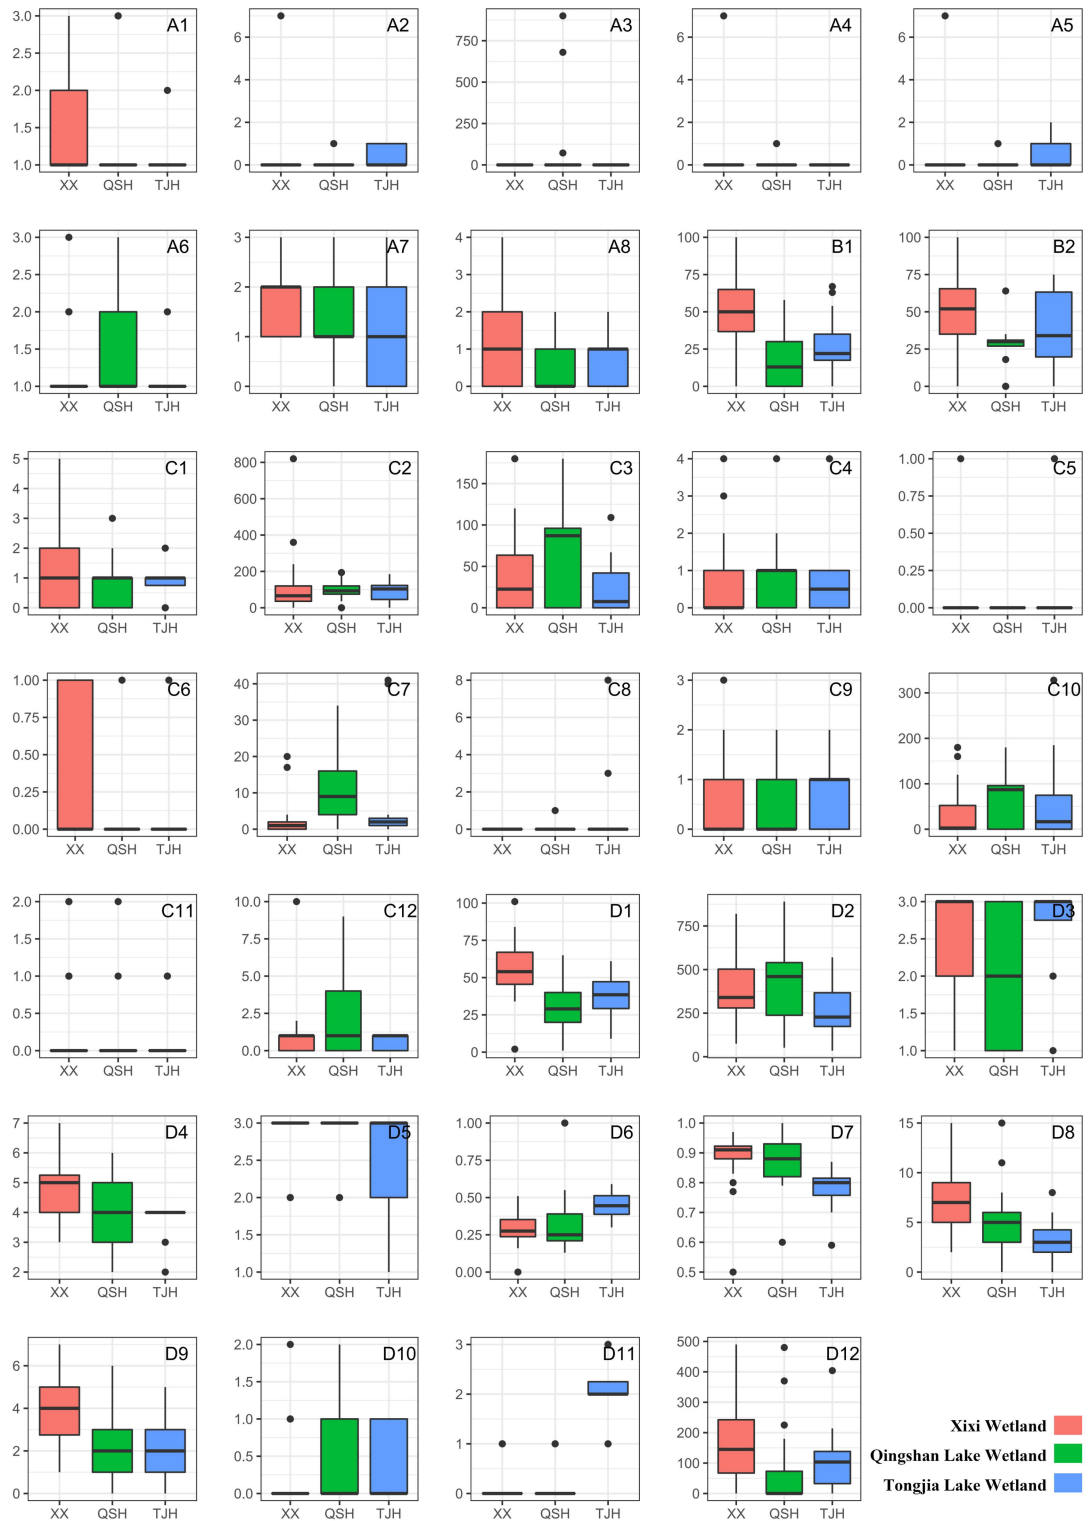 A1
3.0
2.5
2.0
1.5
1.0
XX QSH TJH
A2
6
4
2
0
XX QSH TJH
A3
750
500
250
0
XX QSH TJH
A4
6
4
2
0
XX QSH TJH
A5
6
4
2
0
XX QSH TJH
A6
3.0
2.5
2.0
1.5
1.0
XX QSH TJH
A7
3
2
1
0
XX QSH TJH
A8
4
3
2
1
0
XX QSH TJH
B1
100
75
50
25
0
XX QSH TJH
B2
100
75
50
25
0
XX QSH TJH
C1
5
4
3
2
1
0
XX QSH TJH
C2
800
600
400
200
0
XX QSH TJH
C3
150
100
50
0
XX QSH TJH
C4
4
3
2
1
0
XX QSH TJH
C5
1.00
0.75
0.50
0.25
0.00
XX QSH TJH
C6
1.00
0.75
0.50
0.25
0.00
XX QSH TJH
C7
40
30
20
10
0
XX QSH TJH
C8
8
6
4
2
0
XX QSH TJH
C9
3
2
1
0
XX QSH TJH
C10
300
200
100
0
XX QSH TJH
C11
2.0
1.5
1.0
0.5
0.0
XX QSH TJH
C12
10.0
7.5
5.0
2.5
0.0
XX QSH TJH
D1
100
75
50
25
0
XX QSH TJH
D2
750
500
250
0
XX QSH TJH
D3
3.0
2.5
2.0
1.5
1.0
XX QSH TJH
D4
7
6
5
4
3
2
XX QSH TJH
D5
3.0
2.5
2.0
1.5
1.0
XX QSH TJH
D6
1.00
0.75
0.50
0.25
0.00
XX QSH TJH
D7
1.0
0.9
0.8
0.7
0.6
0.5
XX QSH TJH
D8
15
10
5
0
XX QSH TJH
D9
6
4
2
0
XX QSH TJH
D10
2.0
1.5
1.0
0.5
0.0
XX QSH TJH
D11
3
2
1
0
XX QSH TJH
D12
500
400
300
200
100
0
XX QSH TJH
Xixi Wetland
Qingshan Lake Wetland
Tongjia Lake Wetland